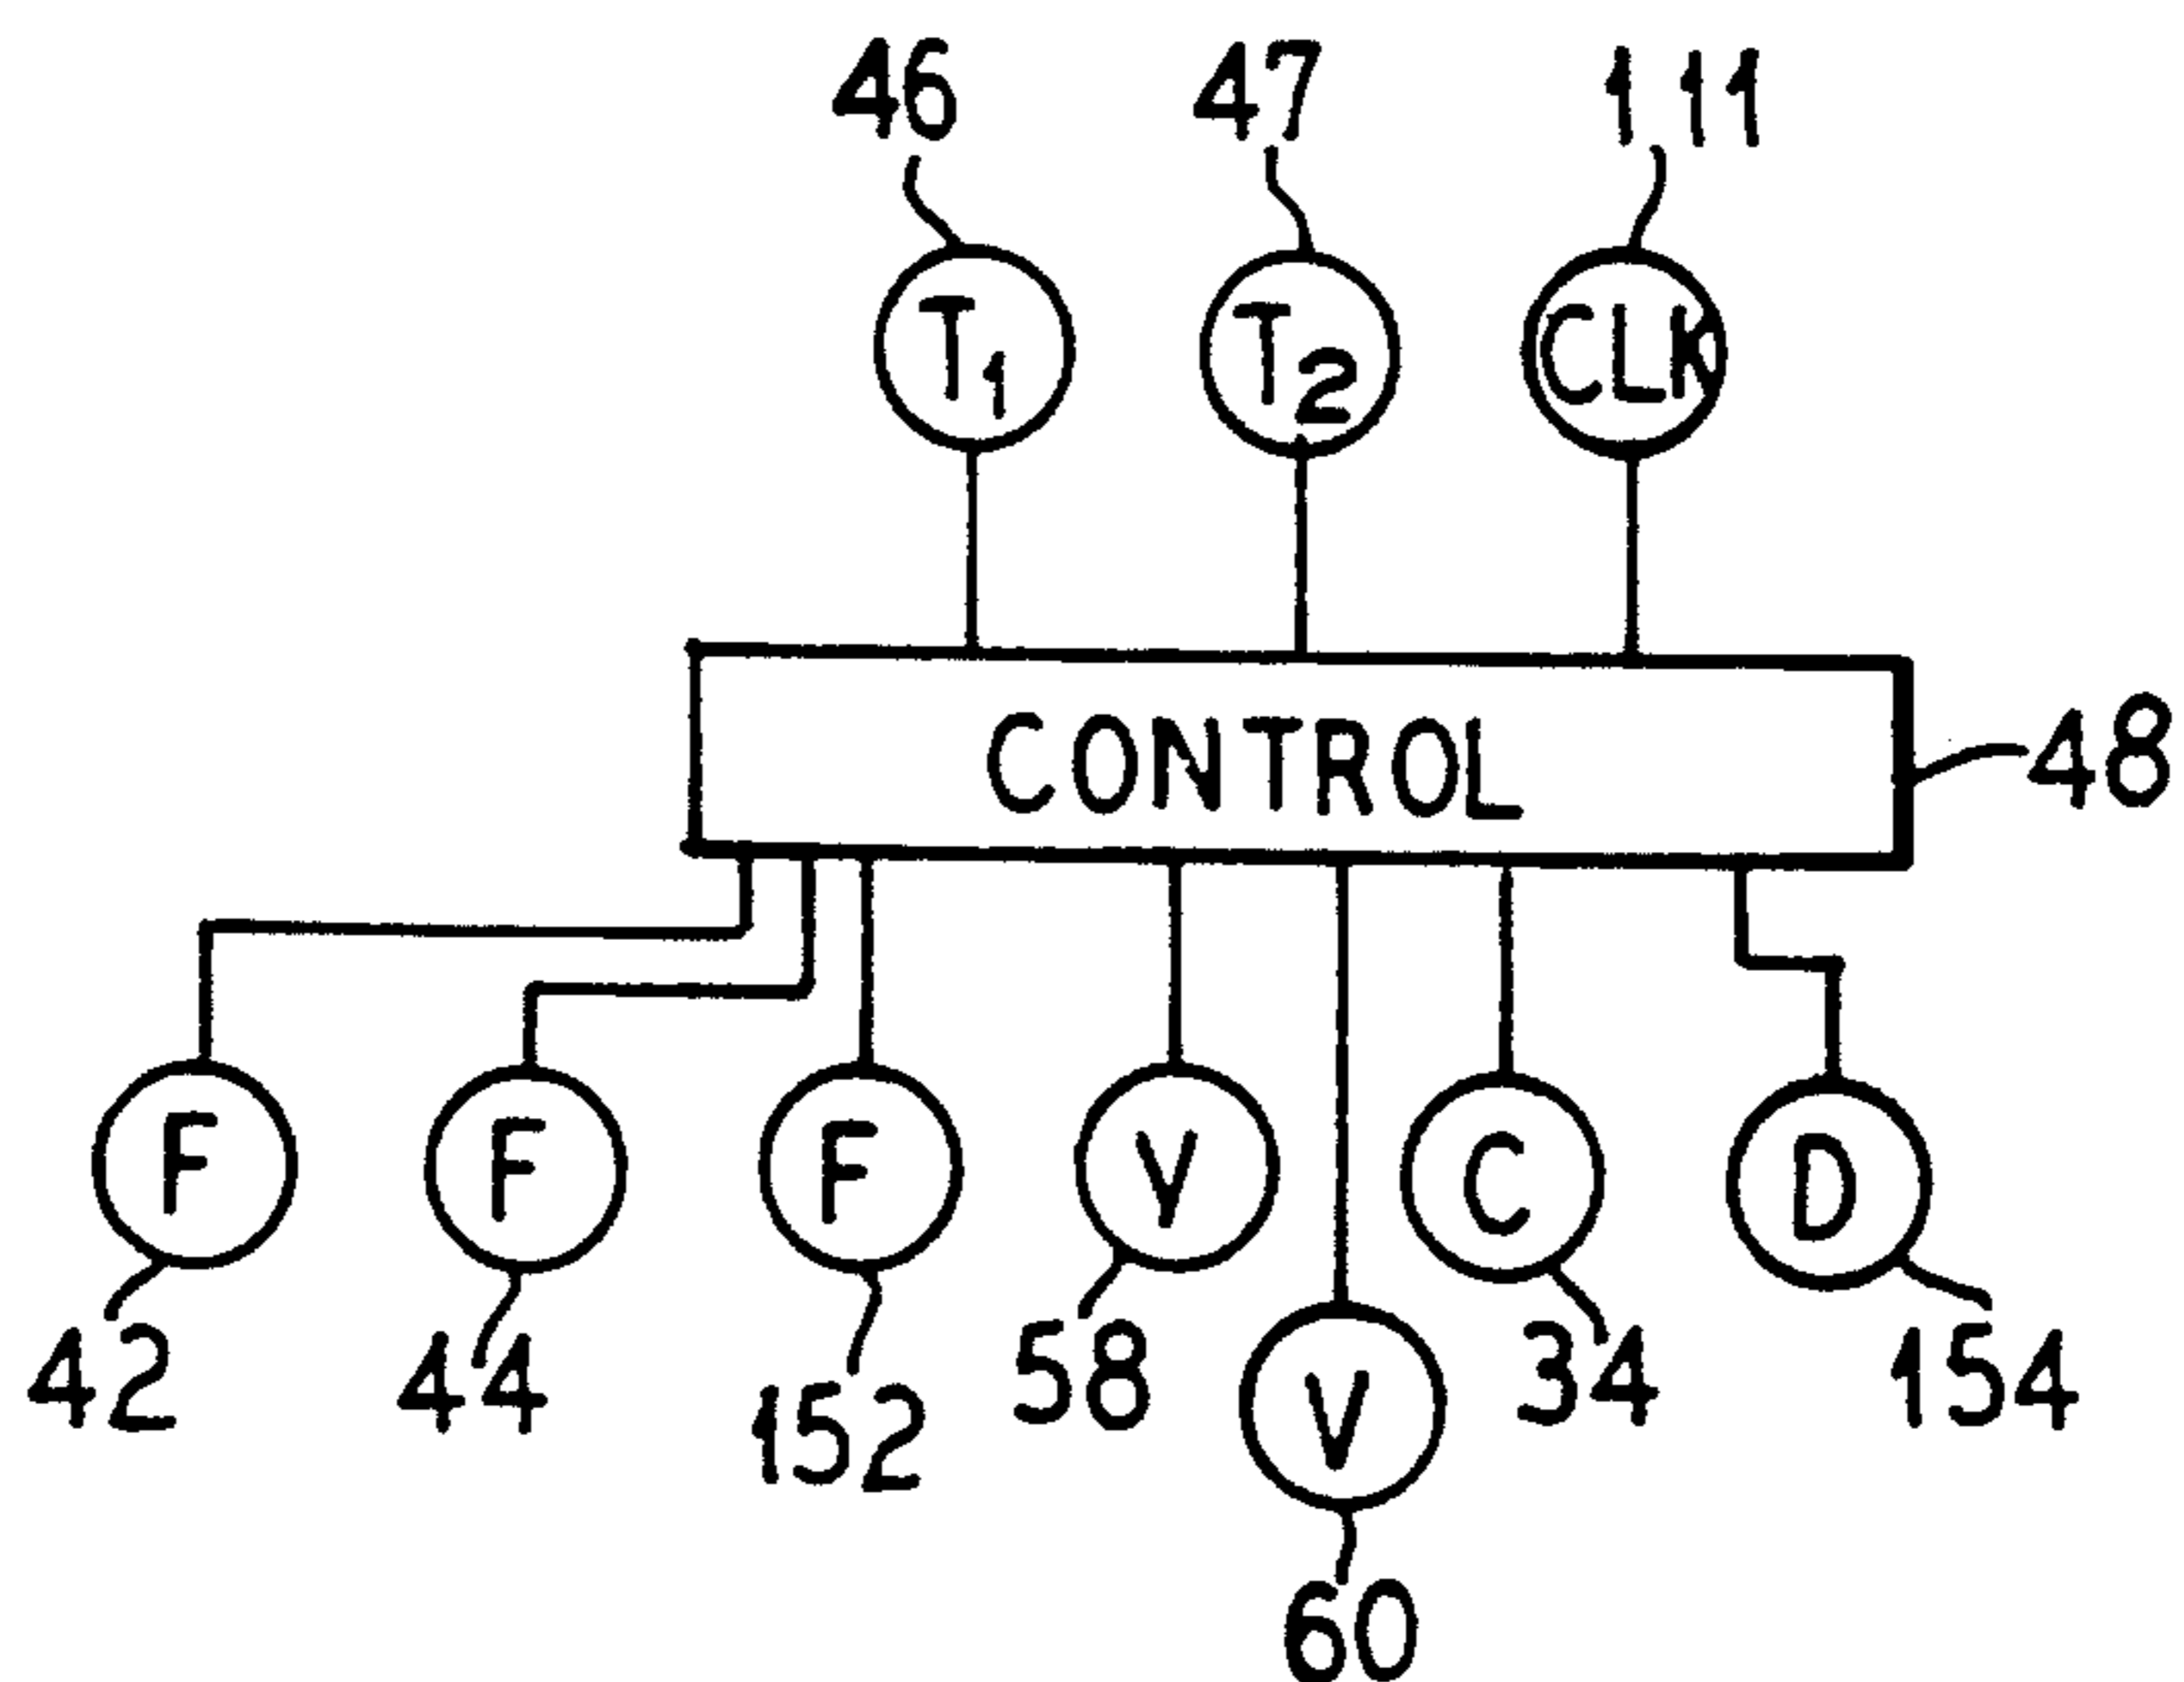 46 47 111
T1 T2 CLK
CONTROL
48
F F F V C D
42 44 152 58 34 154
V
60